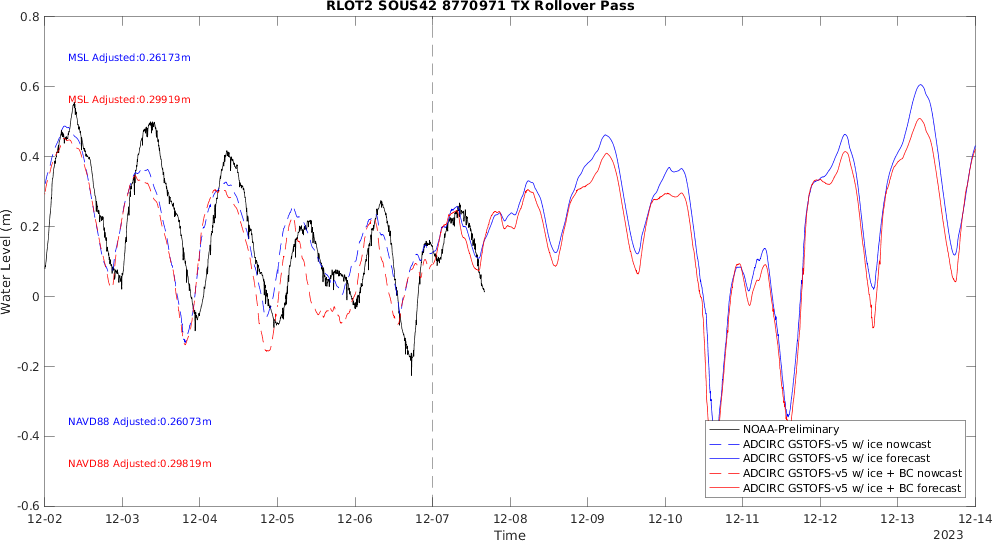 RLOT2 SOUS42 8770971 TX Rollover Pass
0.8
0.6
0.4
0.2
0
-0.2
-0.4
-0.6
Water Level (m)
MSL Adjusted:0.26173m
MSL Adjusted:0.29919m
NAVD88 Adjusted:0.26073m
NAVD88 Adjusted:0.29819m
NOAA-Preliminary
ADCIRC GSTOFS-v5 w/ ice nowcast
ADCIRC GSTOFS-v5 w/ ice forecast
ADCIRC GSTOFS-v5 w/ ice + BC nowcast
ADCIRC GSTOFS-v5 w/ ice + BC forecast
12-02 12-03 12-04 12-05 12-06 12-07 12-08 12-09 12-10 12-11 12-12 12-13 12-14
Time
2023